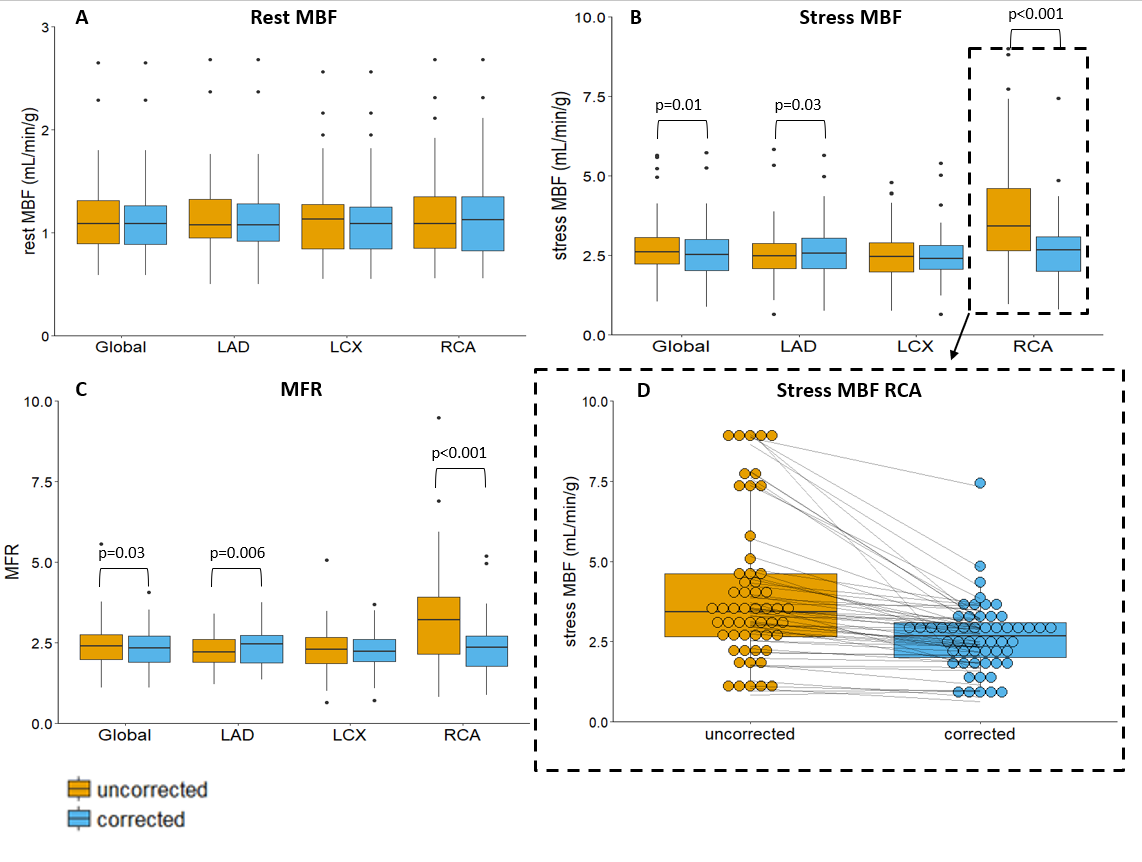 A Rest MBF
3
2
1
0
rest MBF (mL/min/g)
Global LAD LCX RCA
B Stress MBF
10.0
7.5
5.0
2.5
0.0
stress MBF (mL/min/g)
p=0.01
p=0.03
p<0.001
Global LAD LCX RCA
C MFR
10.0
7.5
5.0
2.5
0.0
MFR
p=0.03
p=0.006
p<0.001
Global LAD LCX RCA
D Stress MBF RCA
10.0
7.5
5.0
2.5
0.0
stress MBF (mL/min/g)
uncorrected corrected
uncorrected
corrected